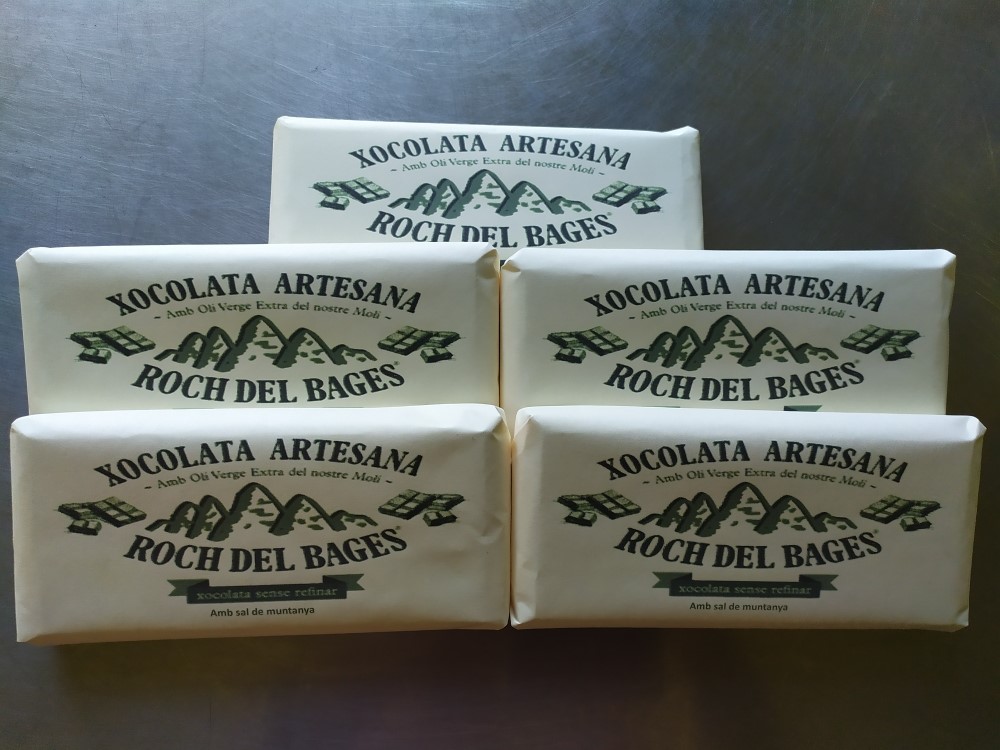 XOCOLATA ARTESANA
- Amb Oli Verge Extra del nostre Molí -
ROCH DEL BAGES®
XOCOLATA ARTESANA
- Amb Oli Verge Extra del nostre Molí -
ROCH DEL BAGES®
XOCOLATA ARTESANA
- Amb Oli Verge Extra del nostre Molí -
ROCH DEL BAGES®
XOCOLATA ARTESANA
- Amb Oli Verge Extra del nostre Molí -
ROCH DEL BAGES®
xocolata sense refinar
Amb sal de muntanya
XOCOLATA ARTESANA
- Amb Oli Verge Extra del nostre Molí -
ROCH DEL BAGES®
xocolata sense refinar
Amb sal de muntanya